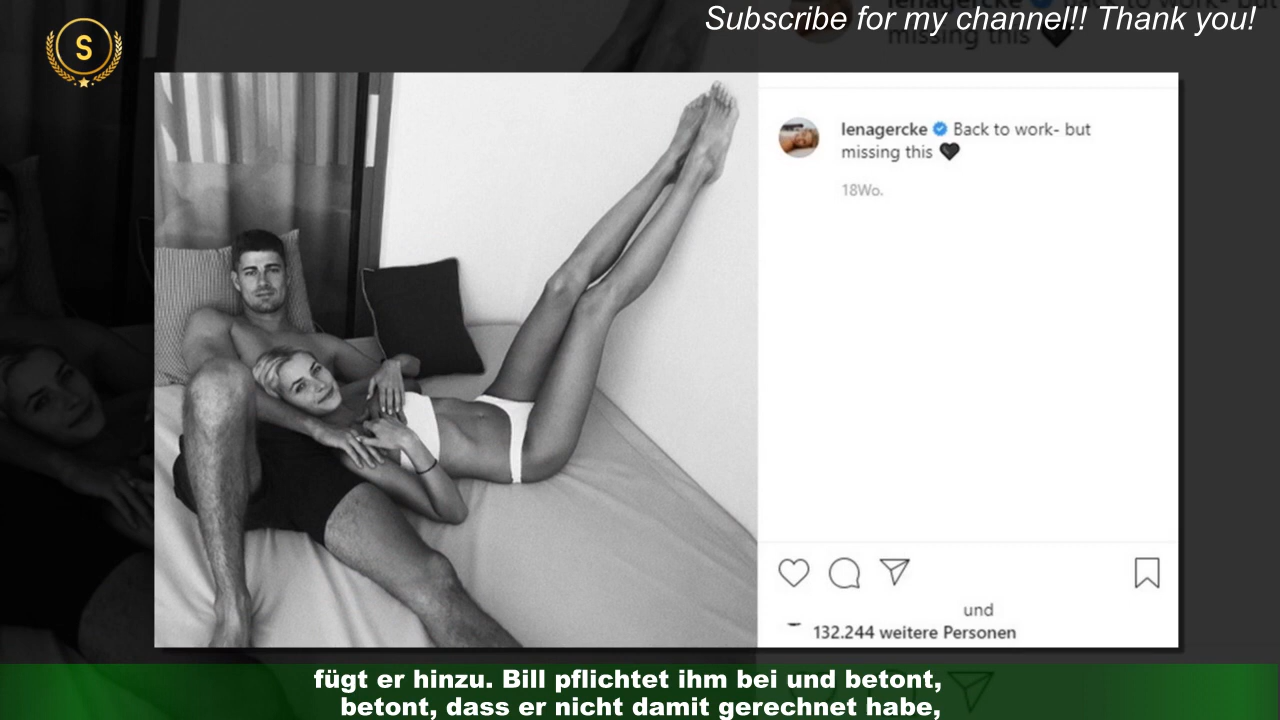 Subscribe for my channel!! Thank you!
S
lenagercke Back to work- but
missing this 🖤
18Wo.
und
132.244 weitere Personen
fügt er hinzu. Bill pflichtet ihm bei und betont,
betont, dass er nicht damit gerechnet habe,